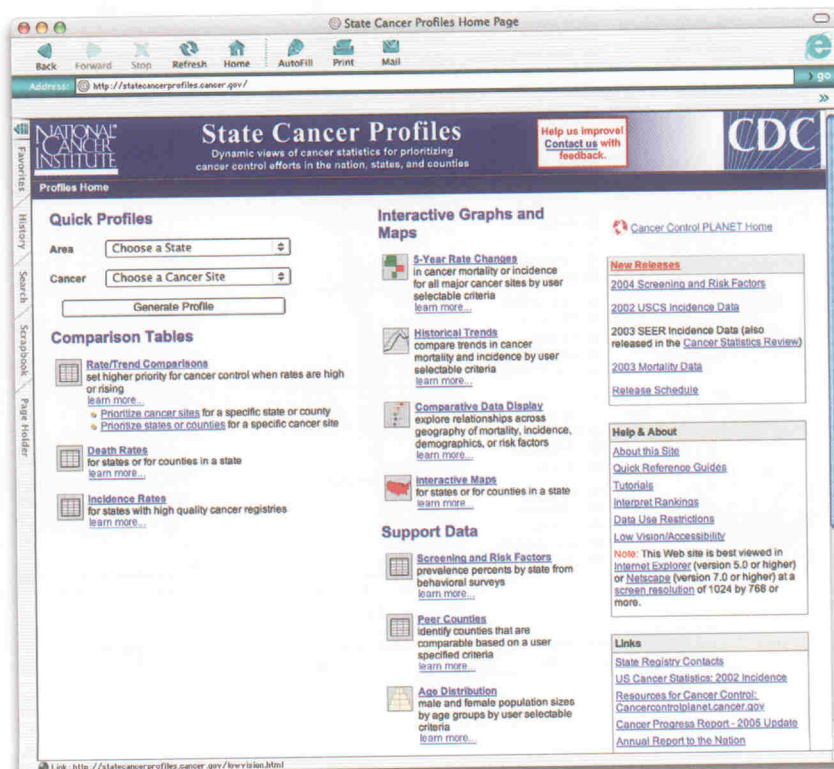 State Cancer Profiles Home Page
Back Forward Stop Refresh Home AutoFill Print Mail
Address: http://statecancerprofiles.cancer.gov/
go
Favorites
History
Search
Scrapbook
Page Holder
NATIONAL
CANCER
INSTITUTE
State Cancer Profiles
Dynamic views of cancer statistics for prioritizing
cancer control efforts in the nation, states, and counties
Help us improve!
Contact us with
feedback.
CDC
Profiles Home
Quick Profiles
Area Choose a State
Cancer Choose a Cancer Site
Generate Profile
Comparison Tables
Rate/Trend Comparisons
set higher priority for cancer control when rates are high
or rising
learn more...
Prioritize cancer sites for a specific state or county
Prioritize states or counties for a specific cancer site
Death Rates
for states or for counties in a state
learn more...
Incidence Rates
for states with high quality cancer registries
learn more...
Interactive Graphs and
Maps
5-Year Rate Changes
in cancer mortality or incidence
for all major cancer sites by user
selectable criteria
learn more...
Historical Trends
compare trends in cancer
mortality and incidence by user
selectable criteria
learn more...
Comparative Data Display
explore relationships across
geography of mortality, incidence,
demographics, or risk factors
learn more...
Interactive Maps
for states or for counties in a state
learn more...
Support Data
Screening and Risk Factors
prevalence percents by state from
behavioral surveys
learn more...
Peer Counties
identify counties that are
comparable based on a user
specified criteria
learn more...
Age Distribution
male and female population sizes
by age groups by user selectable
criteria
learn more...
Cancer Control PLANET Home
New Releases
2004 Screening and Risk Factors
2002 USCS Incidence Data
2003 SEER Incidence Data (also
released in the Cancer Statistics Review)
2003 Mortality Data
Release Schedule
Help & About
About this Site
Quick Reference Guides
Tutorials
Interpret Rankings
Data Use Restrictions
Low Vision/Accessibility
Note: This Web site is best viewed in
Internet Explorer (version 5.0 or higher)
or Netscape (version 7.0 or higher) at a
screen resolution of 1024 by 768 or
more.
Links
State Registry Contacts
US Cancer Statistics: 2002 Incidence
Resources for Cancer Control:
Cancercontrolplanet.cancer.gov
Cancer Progress Report - 2005 Update
Annual Report to the Nation
Link: http://statecancerprofiles.cancer.gov/lowvision.html